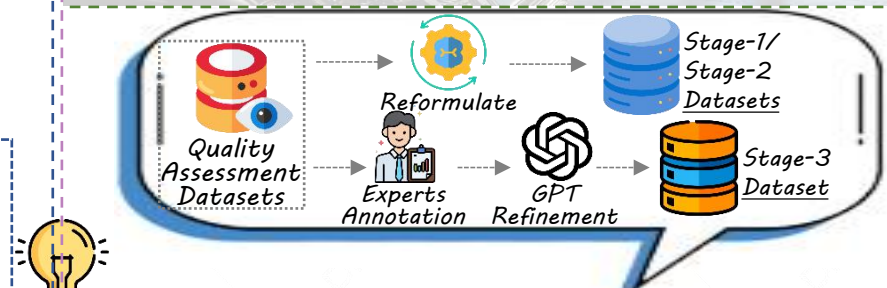 Stage-1/
Stage-2
Datasets
Reformulate
Quality
Assessment
Datasets
Experts
Annotation
GPT
Refinement
Stage-3
Dataset